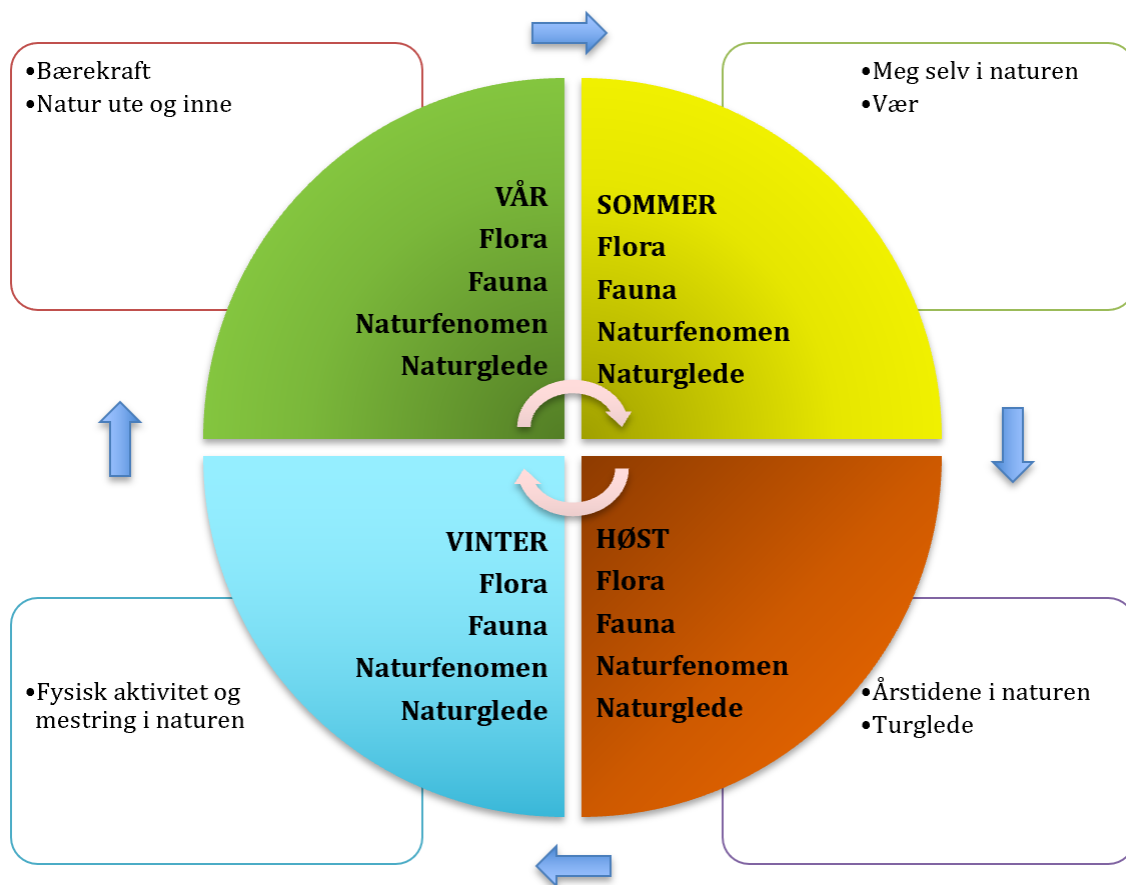 •Bærekraft
•Natur ute og inne
•Meg selv i naturen
•Vær
VÅR
Flora
Fauna
Naturfenomen
Naturglede
SOMMER
Flora
Fauna
Naturfenomen
Naturglede
VINTER
Flora
Fauna
Naturfenomen
Naturglede
HØST
Flora
Fauna
Naturfenomen
Naturglede
•Fysisk aktivitet og
mestring i naturen
•Årstidene i naturen
•Turglede